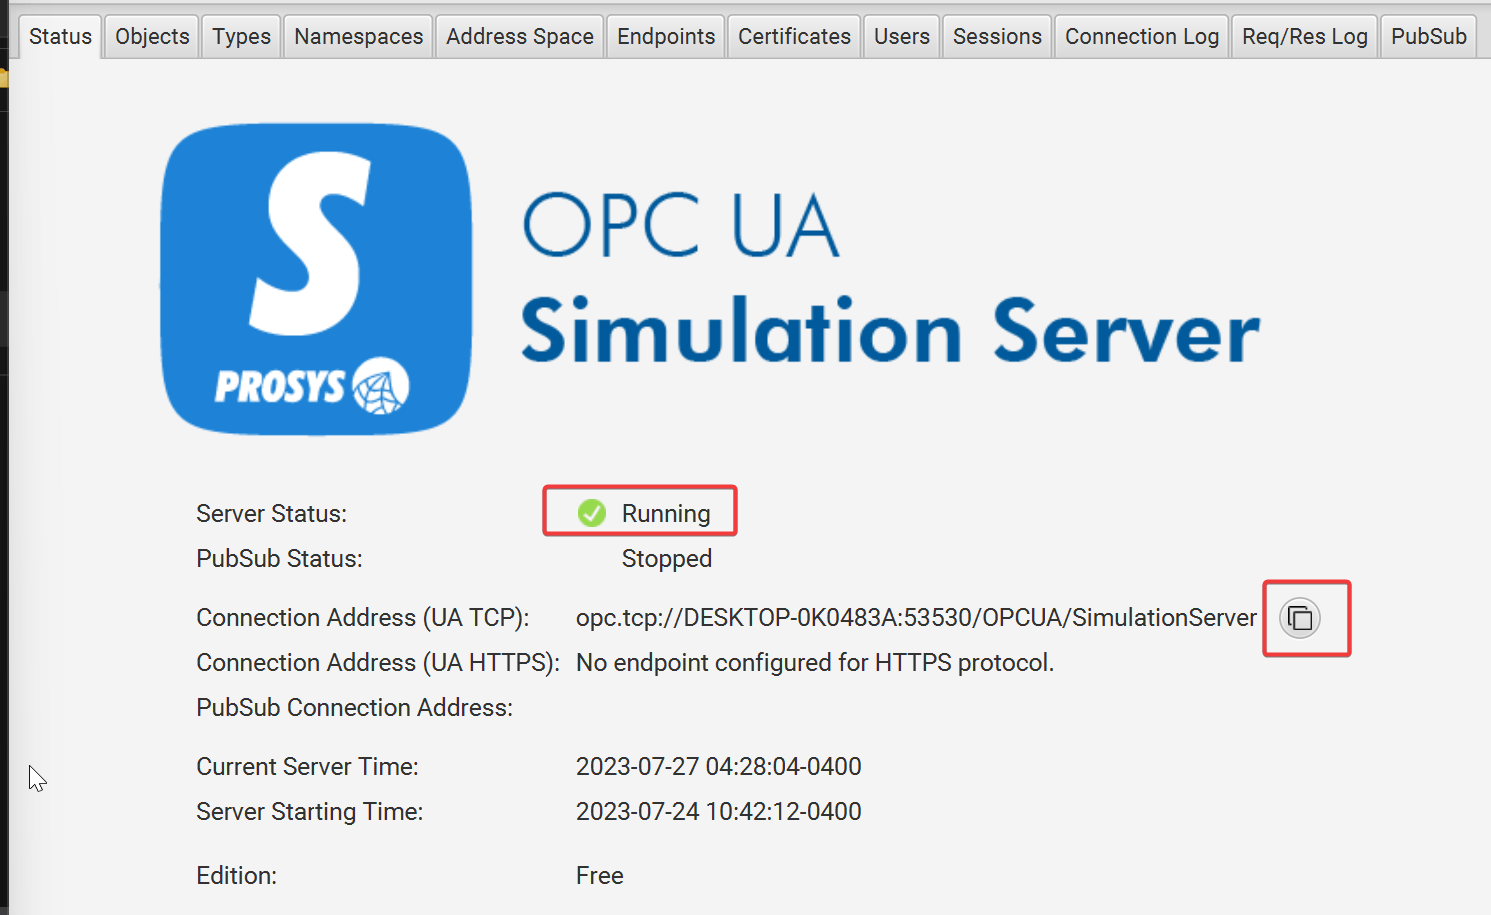 Status Objects Types Namespaces Address Space Endpoints Certificates Users Sessions Connection Log Req/Res Log PubSub
S
PROSYS
OPC UA
Simulation Server
Server Status: Running
PubSub Status: Stopped
Connection Address (UA TCP): opc.tcp://DESKTOP-0K0483A:53530/OPCUA/SimulationServer
Connection Address (UA HTTPS): No endpoint configured for HTTPS protocol.
PubSub Connection Address:
Current Server Time: 2023-07-27 04:28:04-0400
Server Starting Time: 2023-07-24 10:42:12-0400
Edition: Free